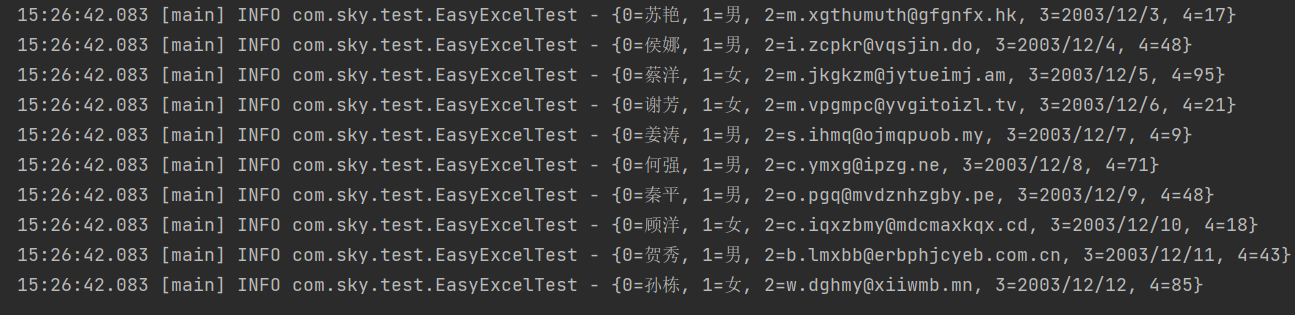 15:26:42.083 [main] INFO com.sky.test.EasyExcelTest - {0=苏艳, 1=男, 2=m.xgthumuth@gfgnfx.hk, 3=2003/12/3, 4=17}
15:26:42.083 [main] INFO com.sky.test.EasyExcelTest - {0=侯娜, 1=男, 2=i.zcpkr@vqsjin.do, 3=2003/12/4, 4=48}
15:26:42.083 [main] INFO com.sky.test.EasyExcelTest - {0=蔡洋, 1=女, 2=m.jkgkzm@jytueimj.am, 3=2003/12/5, 4=95}
15:26:42.083 [main] INFO com.sky.test.EasyExcelTest - {0=谢芳, 1=女, 2=m.vpgmpc@yvgitoizl.tv, 3=2003/12/6, 4=21}
15:26:42.083 [main] INFO com.sky.test.EasyExcelTest - {0=姜涛, 1=男, 2=s.ihmq@ojmqpuob.my, 3=2003/12/7, 4=9}
15:26:42.083 [main] INFO com.sky.test.EasyExcelTest - {0=何强, 1=男, 2=c.ymxg@ipzg.ne, 3=2003/12/8, 4=71}
15:26:42.083 [main] INFO com.sky.test.EasyExcelTest - {0=秦平, 1=男, 2=o.pgq@mvdznhzgby.pe, 3=2003/12/9, 4=48}
15:26:42.083 [main] INFO com.sky.test.EasyExcelTest - {0=顾洋, 1=女, 2=c.iqxzbmy@mdcmaxkqx.cd, 3=2003/12/10, 4=18}
15:26:42.083 [main] INFO com.sky.test.EasyExcelTest - {0=贺秀, 1=男, 2=b.lmxbb@erbphjcyeb.com.cn, 3=2003/12/11, 4=43}
15:26:42.083 [main] INFO com.sky.test.EasyExcelTest - {0=孙栋, 1=女, 2=w.dghmy@xiiwmb.mn, 3=2003/12/12, 4=85}